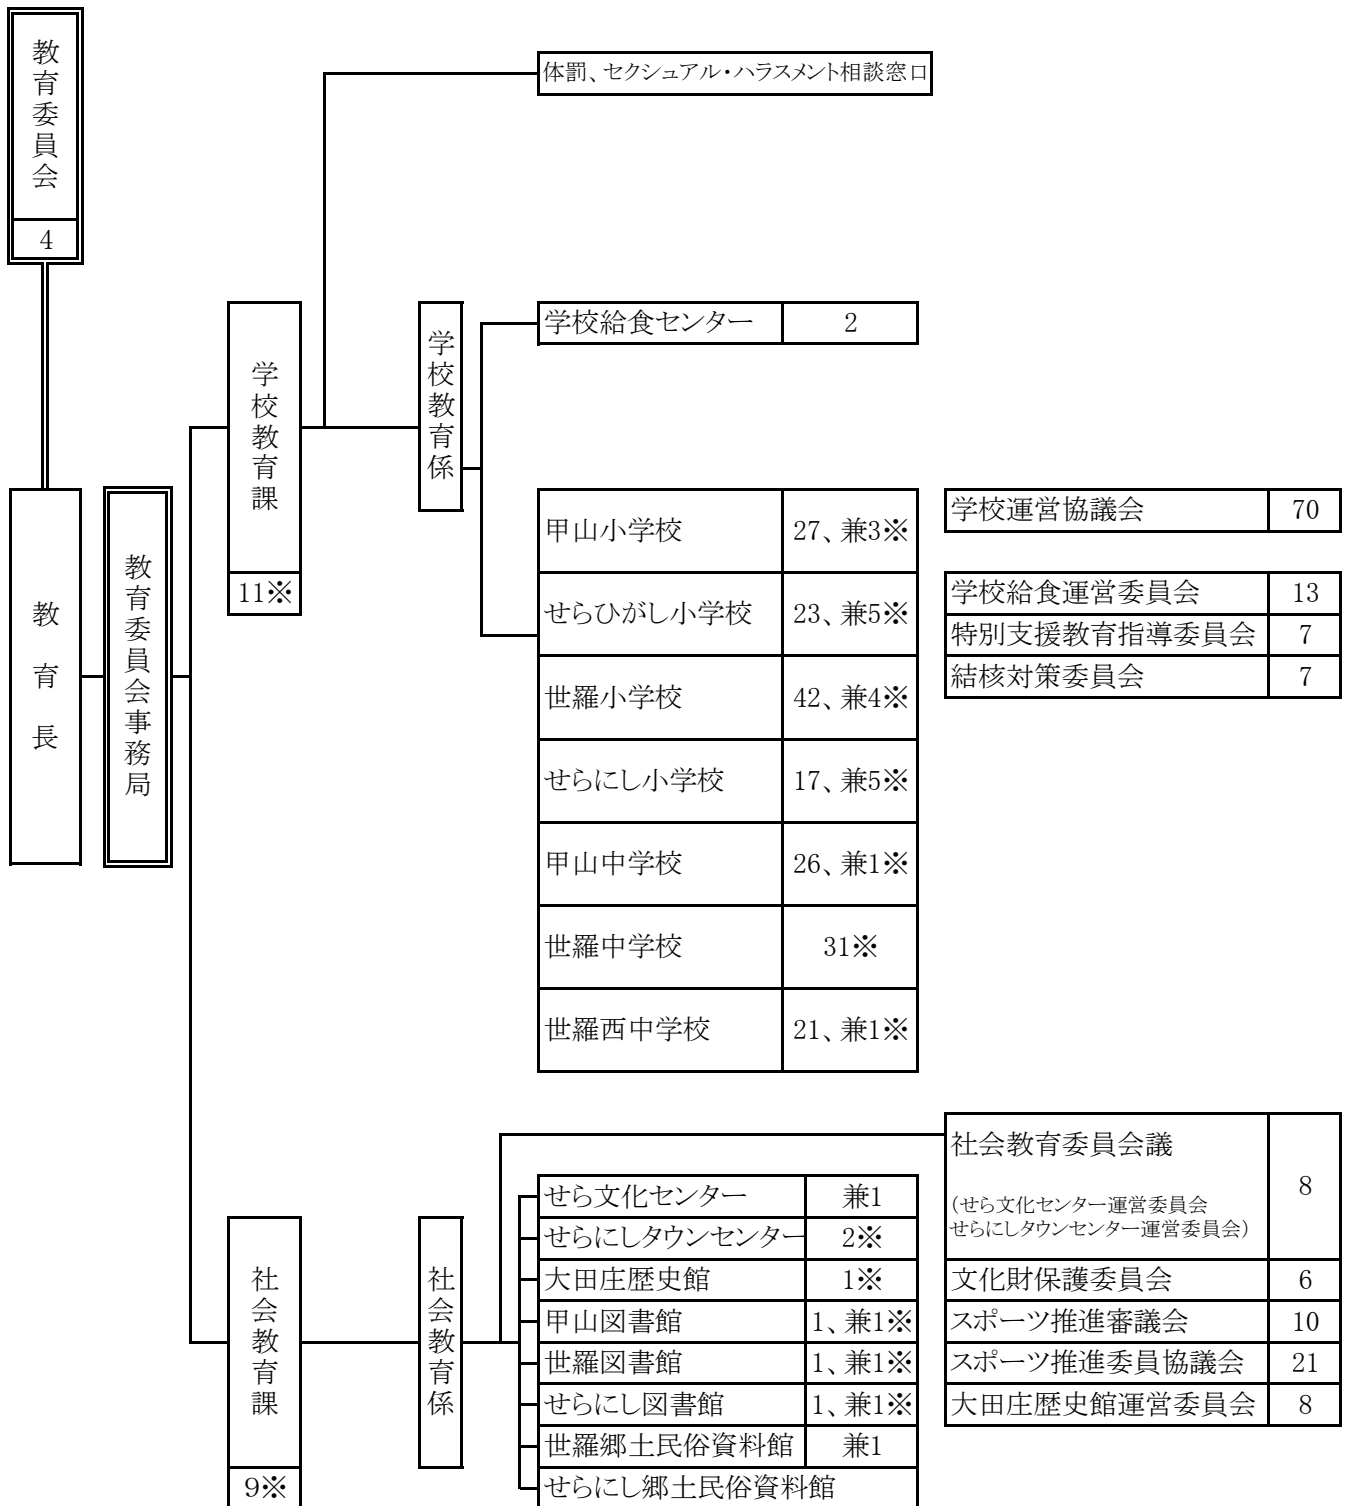 教育委員会
4
体罰、セクシュアル・ハラスメント相談窓口
学校教育課
11※
学校教育係
学校給食センター 2
教育長
教育委員会事務局
甲山小学校 27、兼3※
せらひがし小学校 23、兼5※
世羅小学校 42、兼4※
せらにし小学校 17、兼5※
甲山中学校 26、兼1※
世羅中学校 31※
世羅西中学校 21、兼1※
学校運営協議会 70
学校給食運営委員会 13
特別支援教育指導委員会 7
結核対策委員会 7
社会教育課
9※
社会教育係
せら文化センター 兼1
せらにしタウンセンター 2※
大田庄歴史館 1※
甲山図書館 1、兼1※
世羅図書館 1、兼1※
せらにし図書館 1、兼1※
世羅郷土民俗資料館 兼1
せらにし郷土民俗資料館
社会教育委員会議 8
（せら文化センター運営委員会
せらにしタウンセンター運営委員会）
文化財保護委員会 6
スポーツ推進審議会 10
スポーツ推進委員協議会 21
大田庄歴史館運営委員会 8